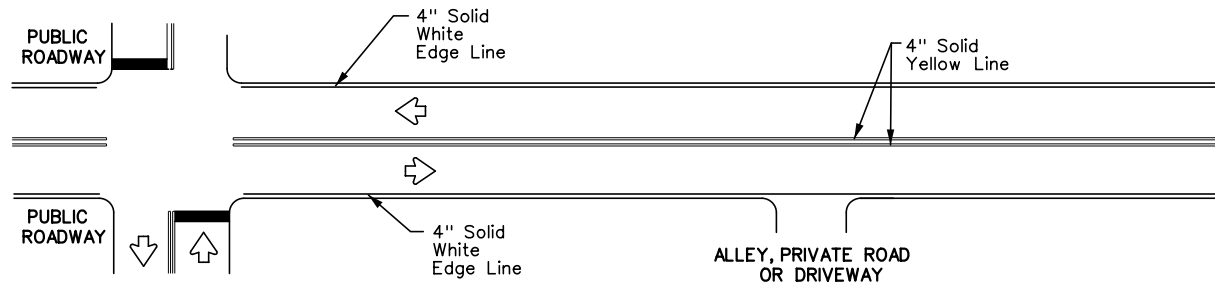 PUBLIC
ROADWAY
4" Solid
White
Edge Line
4" Solid
Yellow Line
PUBLIC
ROADWAY
4" Solid
White
Edge Line
ALLEY, PRIVATE ROAD
OR DRIVEWAY